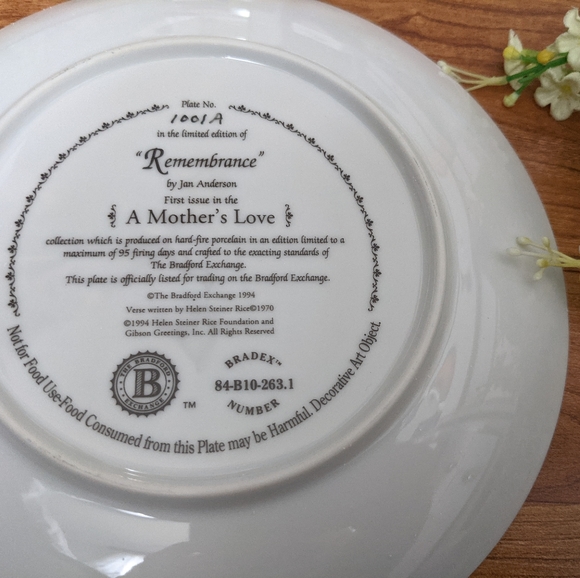 Plate No.
1001A
in the limited edition of
"Remembrance"
by Jan Anderson
First issue in the
A Mother's Love
collection which is produced on hard-fire porcelain in an edition limited to a
maximum of 95 firing days and crafted to the exacting standards of
The Bradford Exchange.
This plate is officially listed for trading on the Bradford Exchange.
©The Bradford Exchange 1994
Verse written by Helen Steiner Rice©1970
©1994 Helen Steiner Rice Foundation and
Gibson Greetings, Inc. All Rights Reserved
THE BRADFORD
B
EXCHANGE
TM
BRADEX™
84-B10-263.1
NUMBER
Not for Food Use-Food Consumed from this Plate may be Harmful. Decorative Art Object.